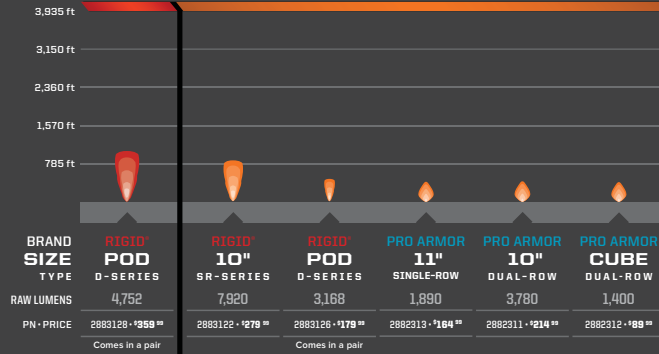 3,935 ft
3,150 ft
2,360 ft
1,570 ft
785 ft
BRAND RIGID® RIGID® RIGID® PRO ARMOR PRO ARMOR PRO ARMOR
SIZE POD 10" POD 11" 10" CUBE
TYPE D-SERIES SR-SERIES D-SERIES SINGLE-ROW DUAL-ROW DUAL-ROW
RAW LUMENS 4,752 7,920 3,168 1,890 3,780 1,400
PN • PRICE 2883128 • $359 99 2883122 • $279 99 2883126 • $179 99 2882313 • $164 99 2882311 • $214 99 2882312 • $89 99
Comes in a pair Comes in a pair